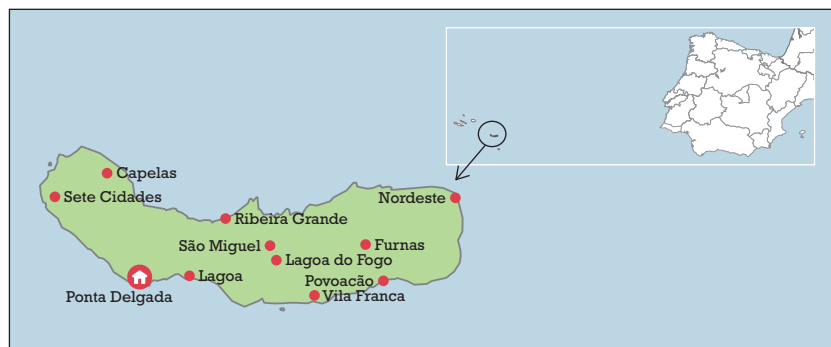 Capelas
Sete Cidades
Nordeste
Ribeira Grande
São Miguel
Furnas
Lagoa do Fogo
Lagoa
Povoacão
Ponta Delgada
Vila Franca